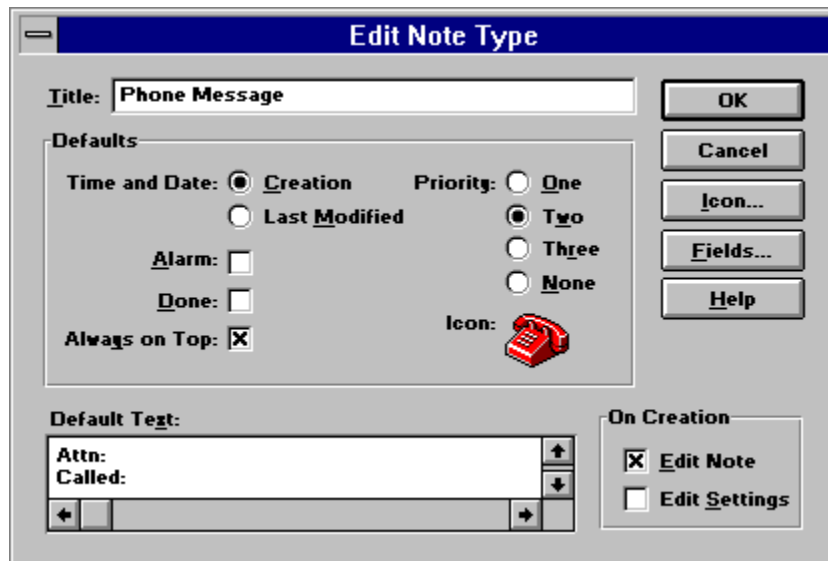 Edit Note Type
Title: Phone Message
OK
Defaults
Cancel
Time and Date: Creation
Priority: One
Last Modified
Two
Icon...
Alarm:
Three
Fields...
Done:
None
Help
Always on Top:
Icon:
Default Text:
Attn:
Called:
On Creation
Edit Note
Edit Settings